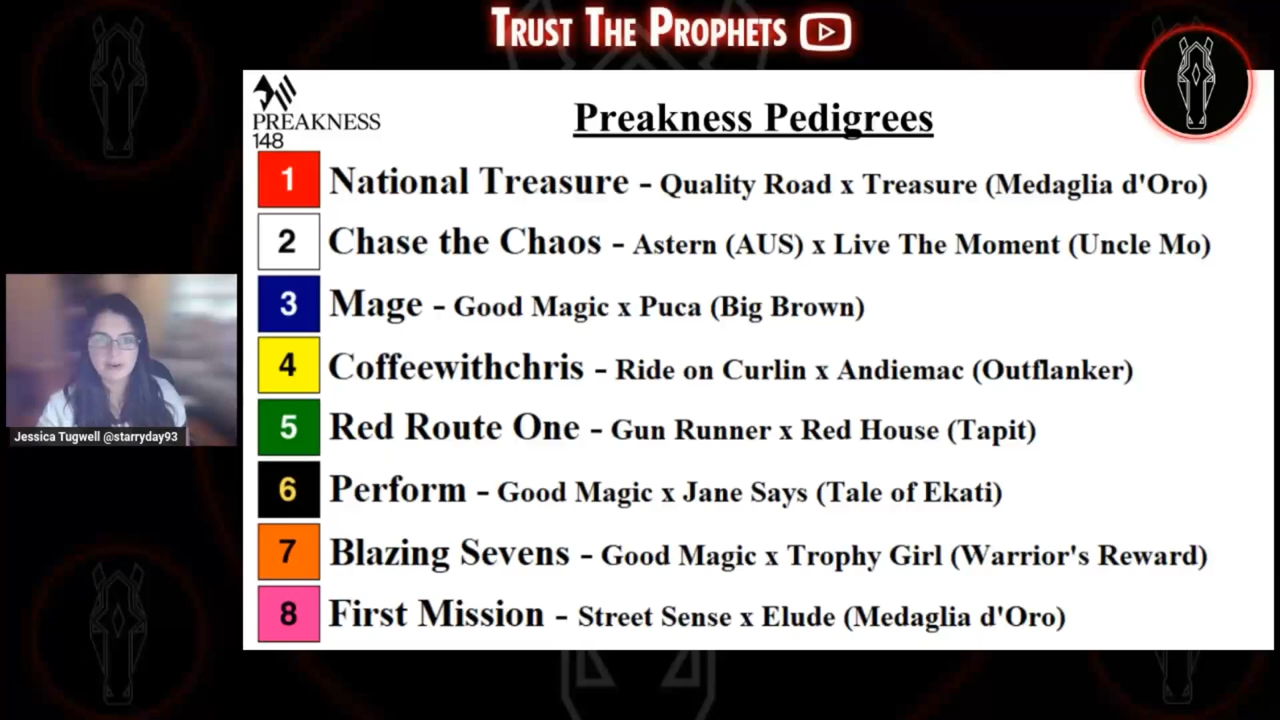 TRUST THE PROPHETS
PREAKNESS
148
Preakness Pedigrees
1 National Treasure - Quality Road x Treasure (Medaglia d'Oro)
2 Chase the Chaos - Astern (AUS) x Live The Moment (Uncle Mo)
3 Mage - Good Magic x Puca (Big Brown)
4 Coffeewithchris - Ride on Curlin x Andiemac (Outflanker)
5 Red Route One - Gun Runner x Red House (Tapit)
6 Perform - Good Magic x Jane Says (Tale of Ekati)
7 Blazing Sevens - Good Magic x Trophy Girl (Warrior's Reward)
8 First Mission - Street Sense x Elude (Medaglia d'Oro)
Jessica Tugwell @starryday93